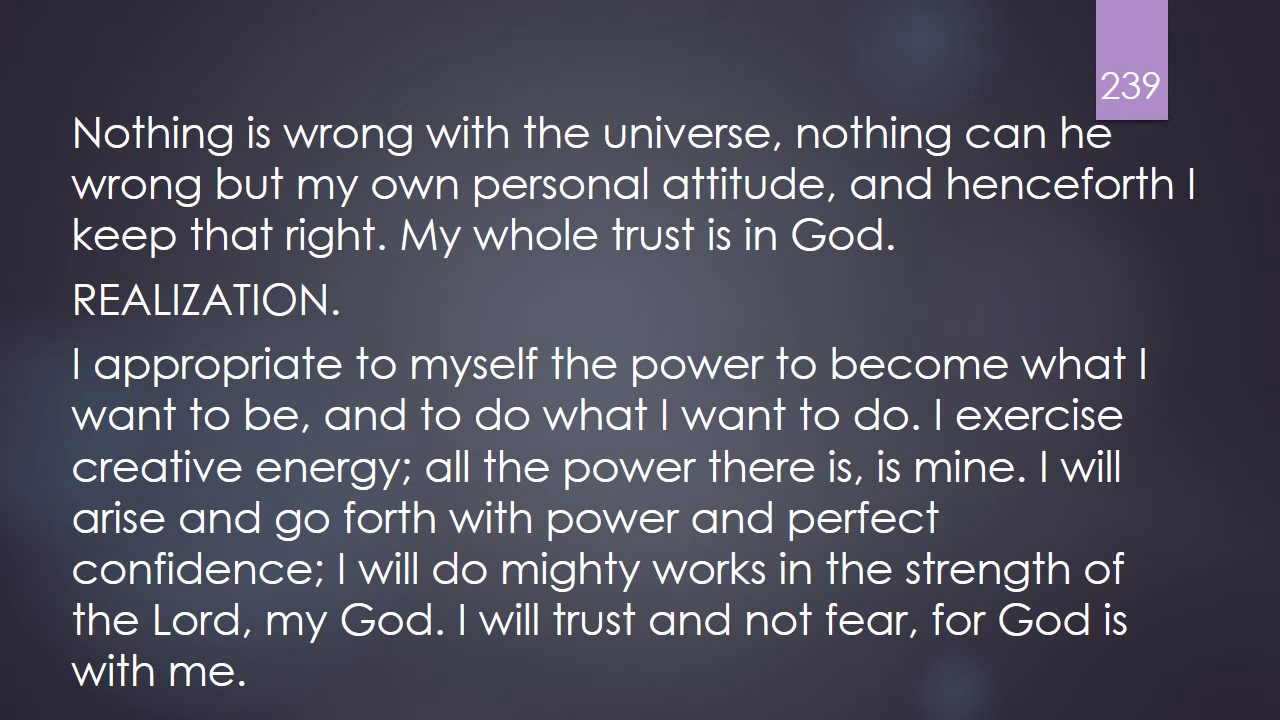 239
Nothing is wrong with the universe, nothing can he
wrong but my own personal attitude, and henceforth I
keep that right. My whole trust is in God.
REALIZATION.
I appropriate to myself the power to become what I
want to be, and to do what I want to do. I exercise
creative energy; all the power there is, is mine. I will
arise and go forth with power and perfect
confidence; I will do mighty works in the strength of
the Lord, my God. I will trust and not fear, for God is
with me.